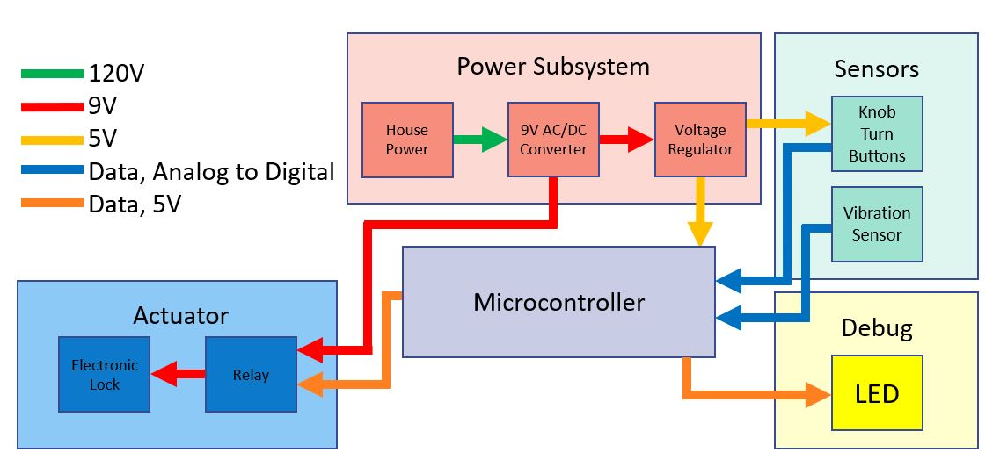 120V
9V
5V
Data, Analog to Digital
Data, 5V
Power Subsystem
House
Power
9V AC/DC
Converter
Voltage
Regulator
Sensors
Knob
Turn
Buttons
Vibration
Sensor
Microcontroller
Actuator
Electronic
Lock
Relay
Debug
LED